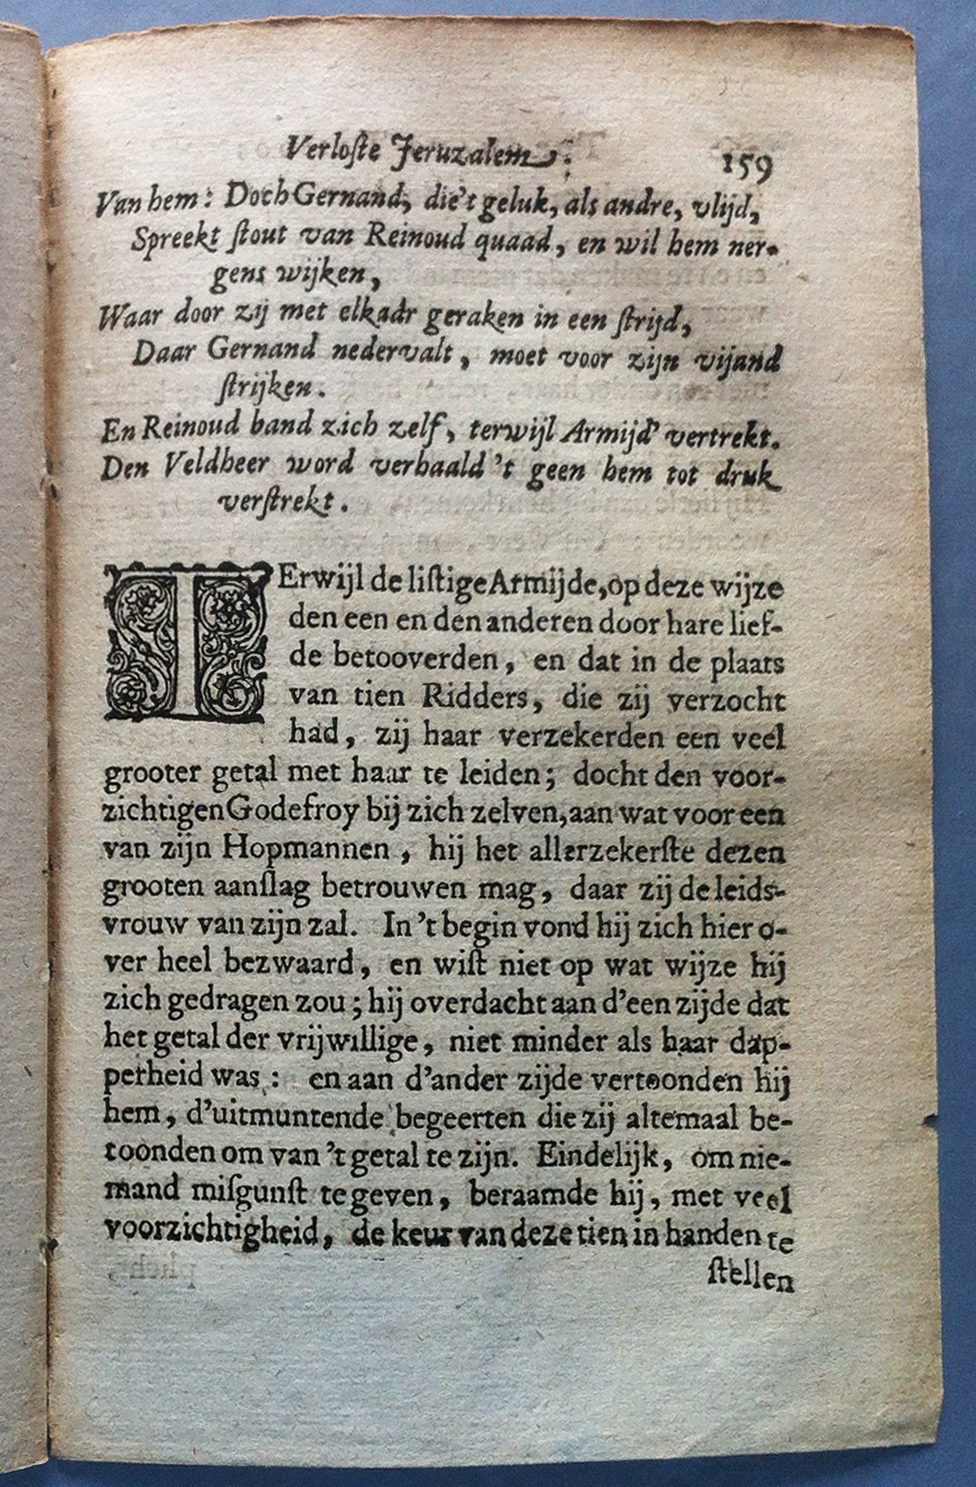 Verloſte Jeruzalem. 159
Van hem: Doch Gernand, die 't geluk, als andre, vlijd,
Spreekt ſtout van Reinoud quaad, en wil hem ner-
gens wijken,
Waar door zij met elkadr geraken in een ſtrijd,
Daar Gernand nedervalt, moet voor zijn vijand
ſtrijken.
En Reinoud band zich zelf, terwijl Armijd' vertrekt.
Den Veldheer word verhaald 't geen hem tot druk
verſtrekt.
TErwijl de liſtige Armijde, op deze wijze
den een en den anderen door hare lief-
de betooverden, en dat in de plaats
van tien Ridders, die zij verzocht
had, zij haar verzekerden een veel
grooter getal met haar te leiden; docht den voor-
zichtigen Godefroy bij zich zelven, aan wat voor een
van zijn Hopmannen, hij het allerzekerſte dezen
grooten aanſlag betrouwen mag, daar zij de leids-
vrouw van zijn zal. In 't begin vond hij zich hier o-
ver heel bezwaard, en wiſt niet op wat wijze hij
zich gedragen zou; hij overdacht aan d'een zijde dat
het getal der vrijwillige, niet minder als haar dap-
perheid was: en aan d'ander zijde vertoonden hij
hem, d'uitmuntende begeerten die zij altemaal be-
toonden om van 't getal te zijn. Eindelijk, om nie-
mand miſgunſt te geven, beraamde hij, met veel
voorzichtigheid, de keur van deze tien in handen te
ſtellen